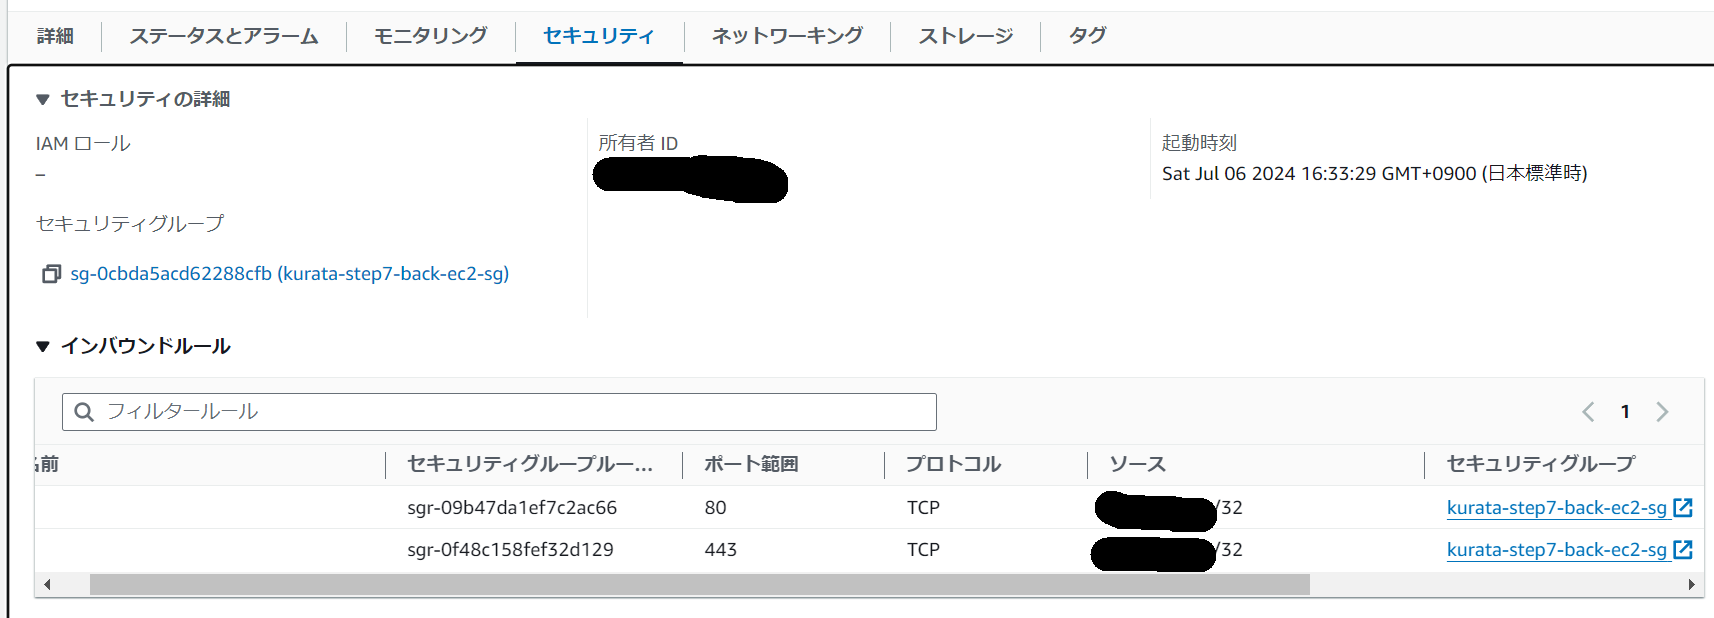 詳細 ステータスとアラーム モニタリング セキュリティ ネットワーキング ストレージ タグ
▼ セキュリティの詳細
IAM ロール 所有者 ID 起動時刻
– Sat Jul 06 2024 16:33:29 GMT+0900 (日本標準時)
セキュリティグループ
sg-0cbda5acd62288cfb (kurata-step7-back-ec2-sg)
▼ インバウンドルール
フィルタールール 1
前 セキュリティグループルー... ポート範囲 プロトコル ソース セキュリティグループ
sgr-09b47da1ef7c2ac66 80 TCP /32 kurata-step7-back-ec2-sg
sgr-0f48c158fef32d129 443 TCP /32 kurata-step7-back-ec2-sg